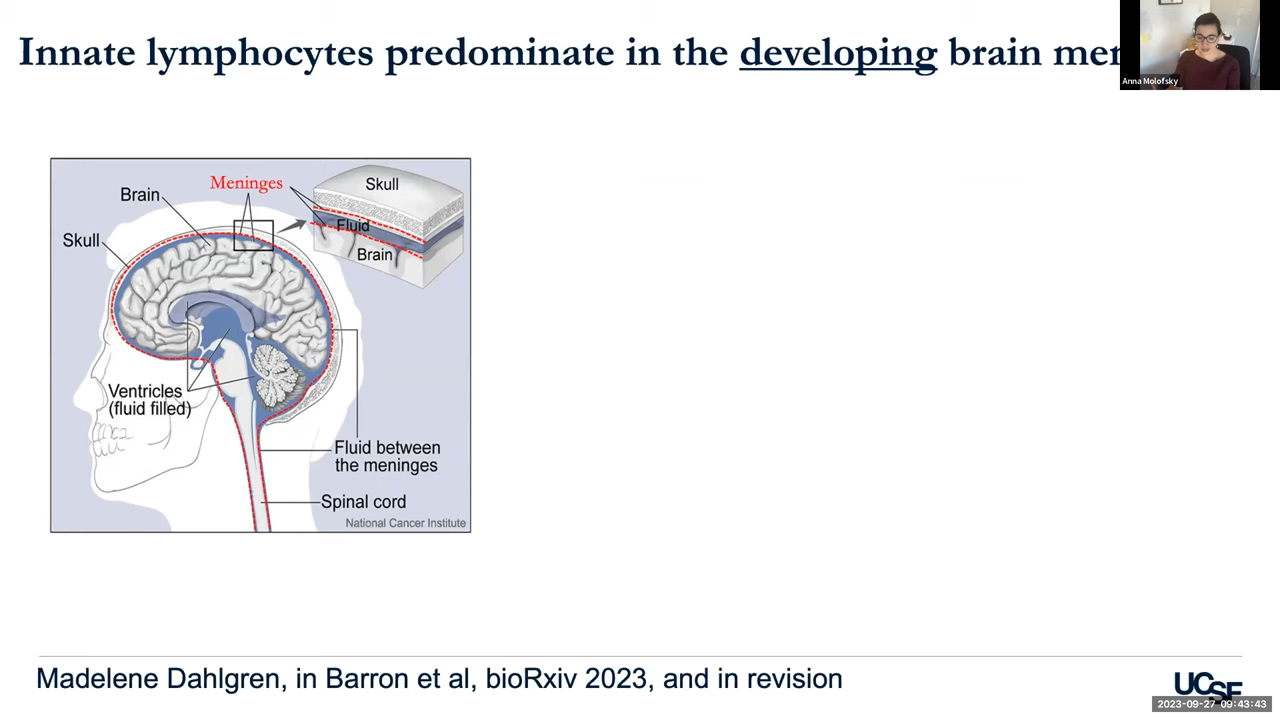 Innate lymphocytes predominate in the developing brain
Anna Molofsky
Meninges
Skull
Brain
Fluid
Skull
Brain
Ventricles
(fluid filled)
Fluid between
the meninges
Spinal cord
National Cancer Institute
Madelene Dahlgren, in Barron et al, bioRxiv 2023, and in revision
UCSF
2023-09-27 09:43:43